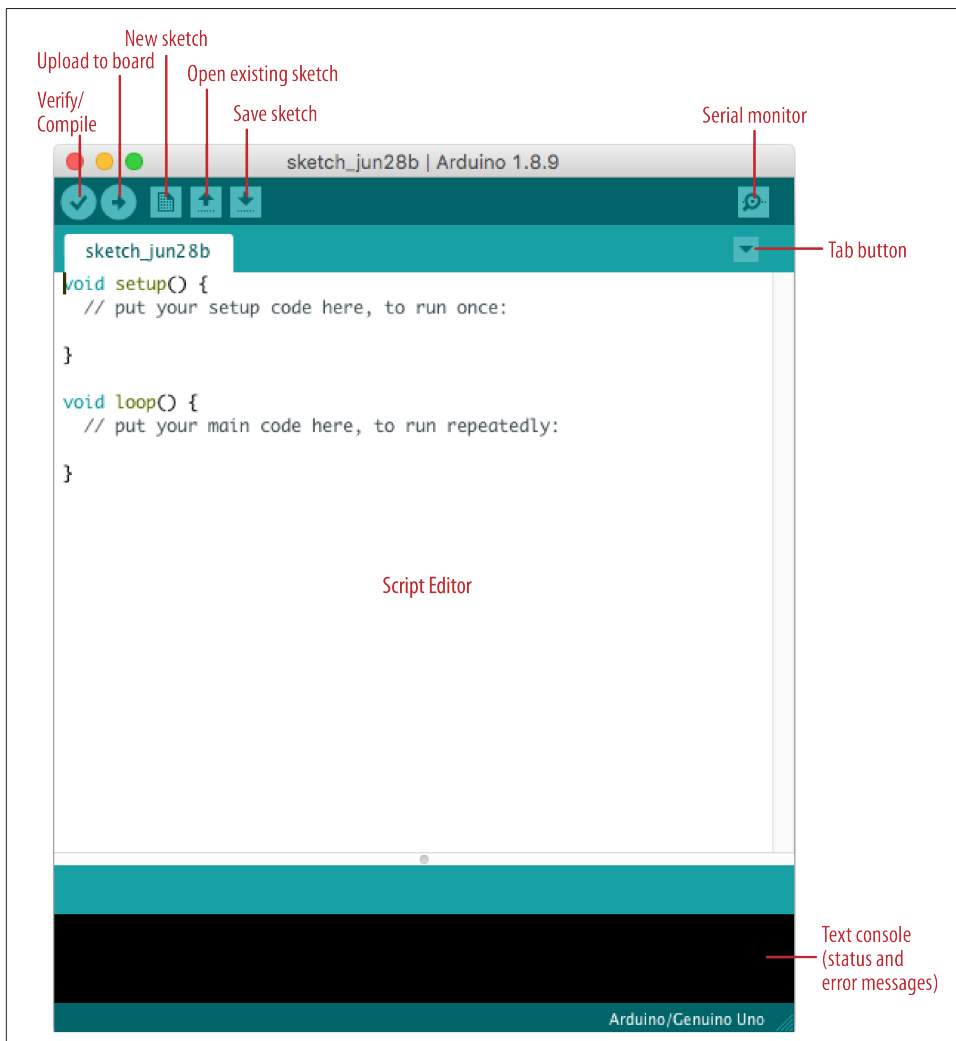 New sketch
Upload to board
Open existing sketch
Verify/
Compile
Save sketch
Serial monitor
sketch_jun28b | Arduino 1.8.9
sketch_jun28b
Tab button
void setup() {
  // put your setup code here, to run once:
}
void loop() {
  // put your main code here, to run repeatedly:
}
Script Editor
Text console
(status and
error messages)
Arduino/Genuino Uno